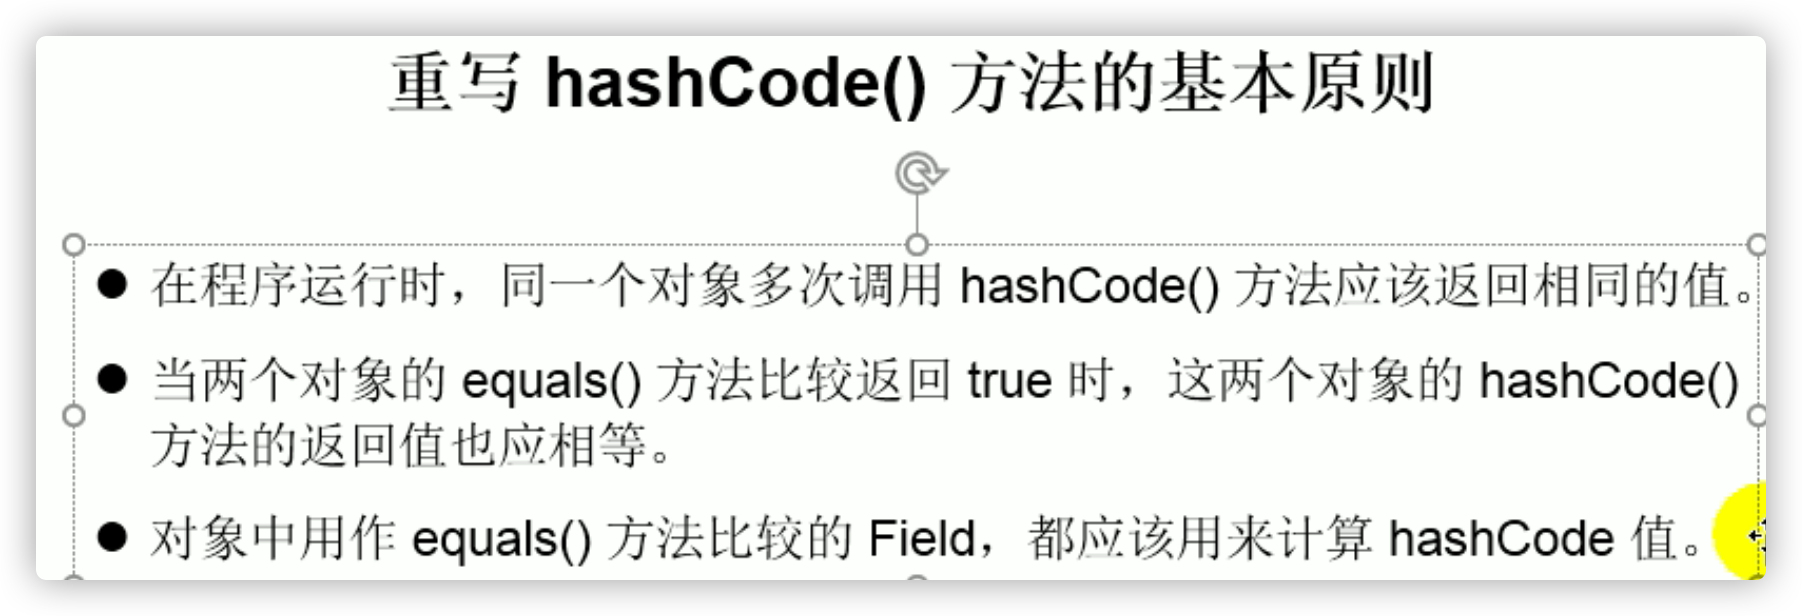 重写 hashCode() 方法的基本原则
● 在程序运行时，同一个对象多次调用 hashCode() 方法应该返回相同的值。
● 当两个对象的 equals() 方法比较返回 true 时，这两个对象的 hashCode()
方法的返回值也应相等。
● 对象中用作 equals() 方法比较的 Field，都应该用来计算 hashCode 值。